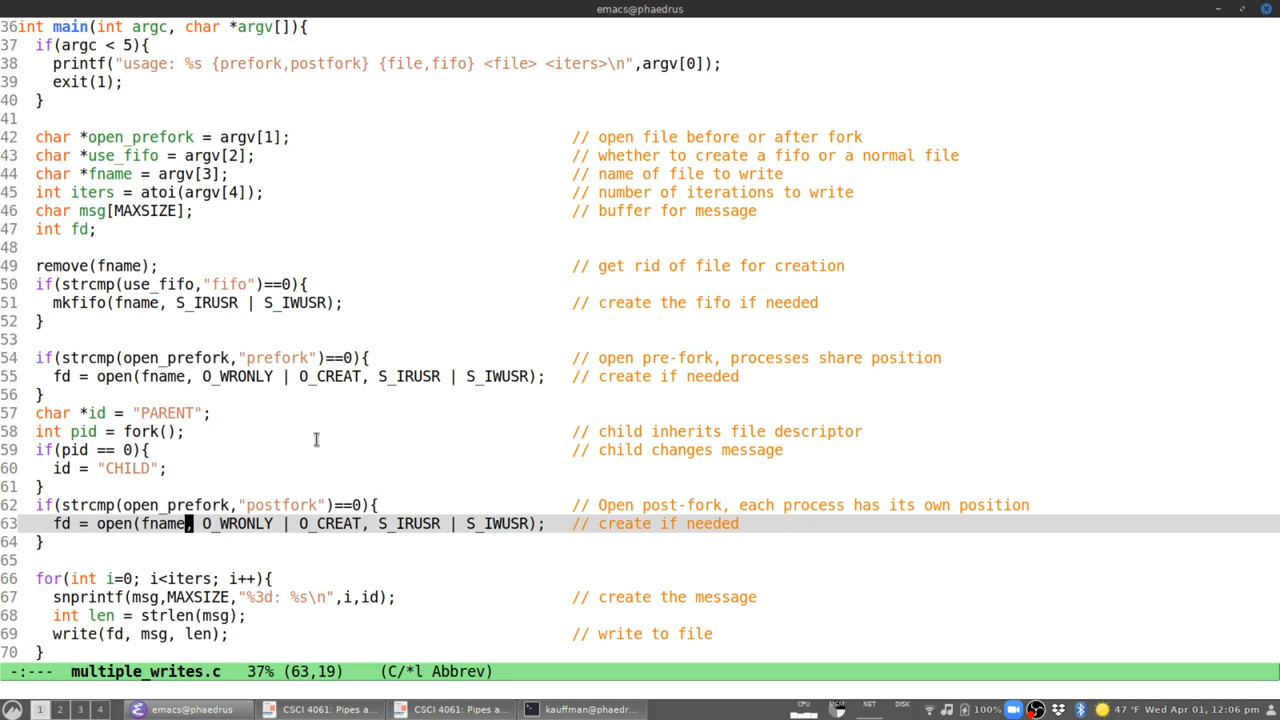 emacs@phaedrus
36int main(int argc, char *argv[]){
37  if(argc < 5){
38    printf("usage: %s {prefork,postfork} {file,fifo} <file> <iters>\n",argv[0]);
39    exit(1);
40  }
41
42  char *open_prefork = argv[1];                                // open file before or after fork
43  char *use_fifo = argv[2];                                    // whether to create a fifo or a normal file
44  char *fname = argv[3];                                       // name of file to write
45  int iters = atoi(argv[4]);                                   // number of iterations to write
46  char msg[MAXSIZE];                                           // buffer for message
47  int fd;
48
49  remove(fname);                                               // get rid of file for creation
50  if(strcmp(use_fifo,"fifo")==0){
51    mkfifo(fname, S_IRUSR | S_IWUSR);                          // create the fifo if needed
52  }
53
54  if(strcmp(open_prefork,"prefork")==0){                       // open pre-fork, processes share position
55    fd = open(fname, O_WRONLY | O_CREAT, S_IRUSR | S_IWUSR);   // create if needed
56  }
57  char *id = "PARENT";
58  int pid = fork();                                            // child inherits file descriptor
59  if(pid == 0){                                                // child changes message
60    id = "CHILD";
61  }
62  if(strcmp(open_prefork,"postfork")==0){                      // Open post-fork, each process has its own position
63    fd = open(fname, O_WRONLY | O_CREAT, S_IRUSR | S_IWUSR);   // create if needed
64  }
65
66  for(int i=0; i<iters; i++){
67    snprintf(msg,MAXSIZE,"%3d: %s\n",i,id);                    // create the message
68    int len = strlen(msg);
69    write(fd, msg, len);                                       // write to file
70  }
-:---  multiple_writes.c   37% (63,19)    (C/*l Abbrev)
1 2 3 4 emacs@phaedrus CSCI 4061: Pipes a... CSCI 4061: Pipes a... kauffman@phaedr... CPU MEM NET DISK 100% 47 °F Wed Apr 01, 12:06 pm